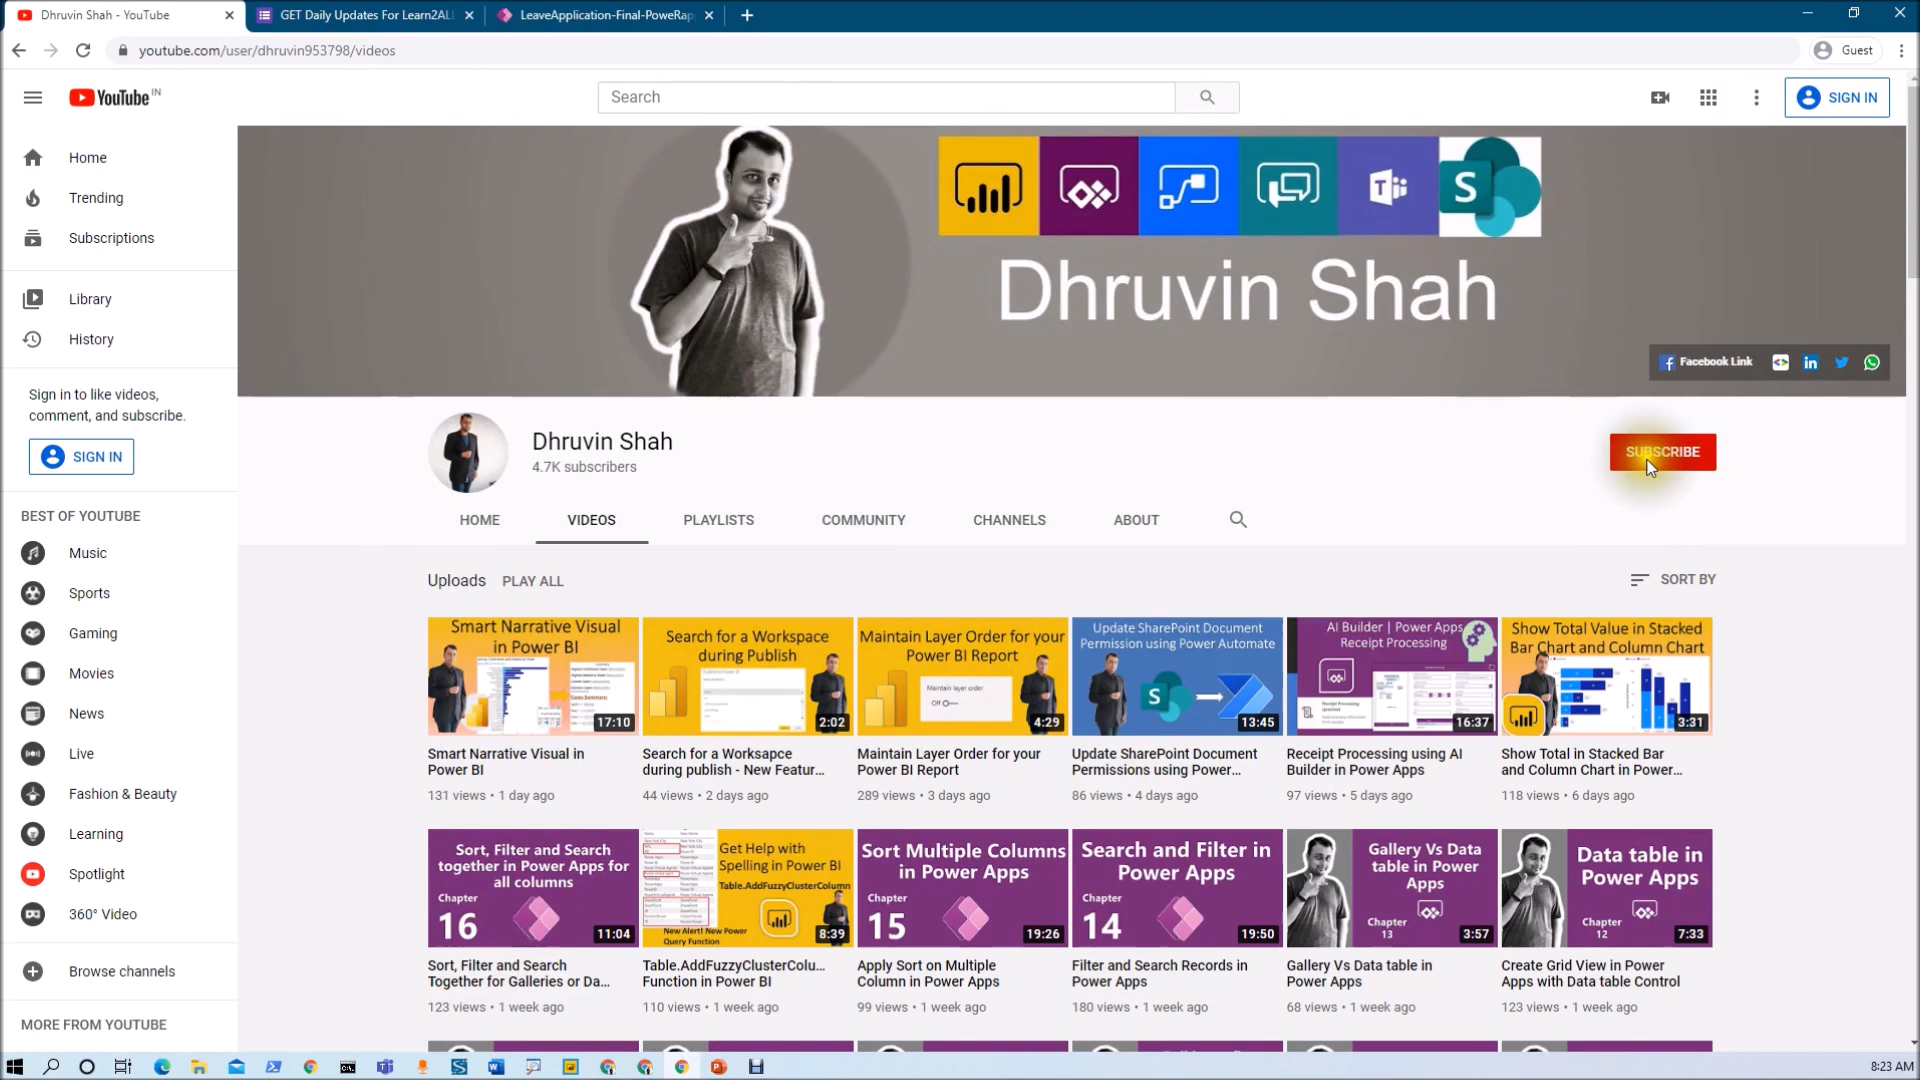 Dhruvin Shah - YouTube
GET Daily Updates For Learn2ALL
LeaveApplication-Final-PoweRap
youtube.com/user/dhruvin953798/videos
Guest
YouTube IN
Search
SIGN IN
Home
Trending
Subscriptions
Library
History
Sign in to like videos,
comment, and subscribe.
SIGN IN
BEST OF YOUTUBE
Music
Sports
Gaming
Movies
News
Live
Fashion & Beauty
Learning
Spotlight
360° Video
Browse channels
MORE FROM YOUTUBE
Dhruvin Shah
Facebook Link
Dhruvin Shah
4.7K subscribers
SUBSCRIBE
HOME VIDEOS PLAYLISTS COMMUNITY CHANNELS ABOUT
Uploads PLAY ALL
SORT BY
Smart Narrative Visual
in Power BI
17:10
Smart Narrative Visual in
Power BI
131 views • 1 day ago
Search for a Workspace
during Publish
2:02
Search for a Worksapce
during publish - New Featur...
44 views • 2 days ago
Maintain Layer Order for your
Power BI Report
Maintain layer order
Off
4:29
Maintain Layer Order for your
Power BI Report
289 views • 3 days ago
Update SharePoint Document
Permission using Power Automate
S
13:45
Update SharePoint Document
Permissions using Power...
86 views • 4 days ago
AI Builder | Power Apps
Receipt Processing
16:37
Receipt Processing using AI
Builder in Power Apps
97 views • 5 days ago
Show Total Value in Stacked
Bar Chart and Column Chart
3:31
Show Total in Stacked Bar
and Column Chart in Power...
118 views • 6 days ago
Sort, Filter and Search
together in Power Apps for
all columns
Chapter
16
11:04
Sort, Filter and Search
Together for Galleries or Da...
123 views • 1 week ago
Get Help with
Spelling in Power BI
Table.AddFuzzyClusterColumn
New Alert! New Power
Query Function
8:39
Table.AddFuzzyClusterColu...
Function in Power BI
110 views • 1 week ago
Sort Multiple Columns
in Power Apps
Chapter
15
19:26
Apply Sort on Multiple
Column in Power Apps
99 views • 1 week ago
Search and Filter in
Power Apps
Chapter
14
19:50
Filter and Search Records in
Power Apps
180 views • 1 week ago
Gallery Vs Data
table in Power
Apps
Chapter
13
3:57
Gallery Vs Data table in
Power Apps
68 views • 1 week ago
Data table in
Power Apps
Chapter
12
7:33
Create Grid View in Power
Apps with Data table Control
123 views • 1 week ago
8:23 AM